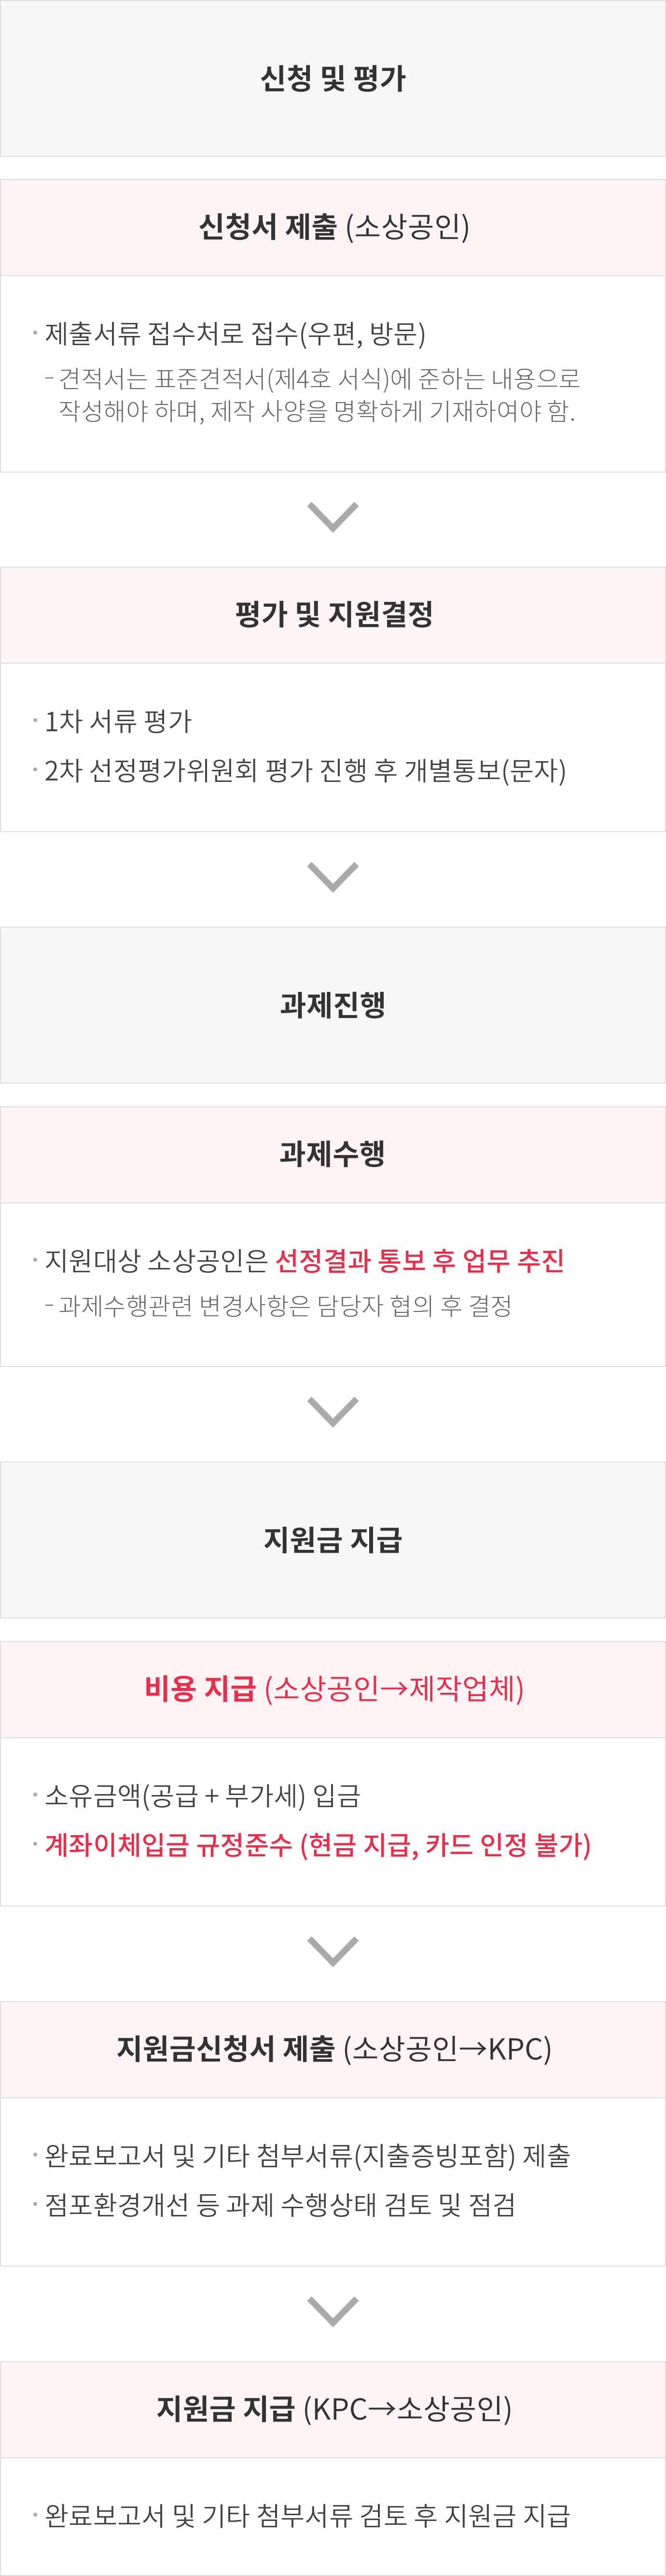 신청 및 평가
신청서 제출 (소상공인)
· 제출서류 접수처로 접수(우편, 방문)
- 견적서는 표준견적서(제4호 서식)에 준하는 내용으로
작성해야 하며, 제작 사양을 명확하게 기재하여야 함.
평가 및 지원결정
· 1차 서류 평가
· 2차 선정평가위원회 평가 진행 후 개별통보(문자)
과제진행
과제수행
· 지원대상 소상공인은 선정결과 통보 후 업무 추진
- 과제수행관련 변경사항은 담당자 협의 후 결정
지원금 지급
비용 지급 (소상공인→제작업체)
· 소유금액(공급 + 부가세) 입금
· 계좌이체입금 규정준수 (현금 지급, 카드 인정 불가)
지원금신청서 제출 (소상공인→KPC)
· 완료보고서 및 기타 첨부서류(지출증빙포함) 제출
· 점포환경개선 등 과제 수행상태 검토 및 점검
지원금 지급 (KPC→소상공인)
· 완료보고서 및 기타 첨부서류 검토 후 지원금 지급